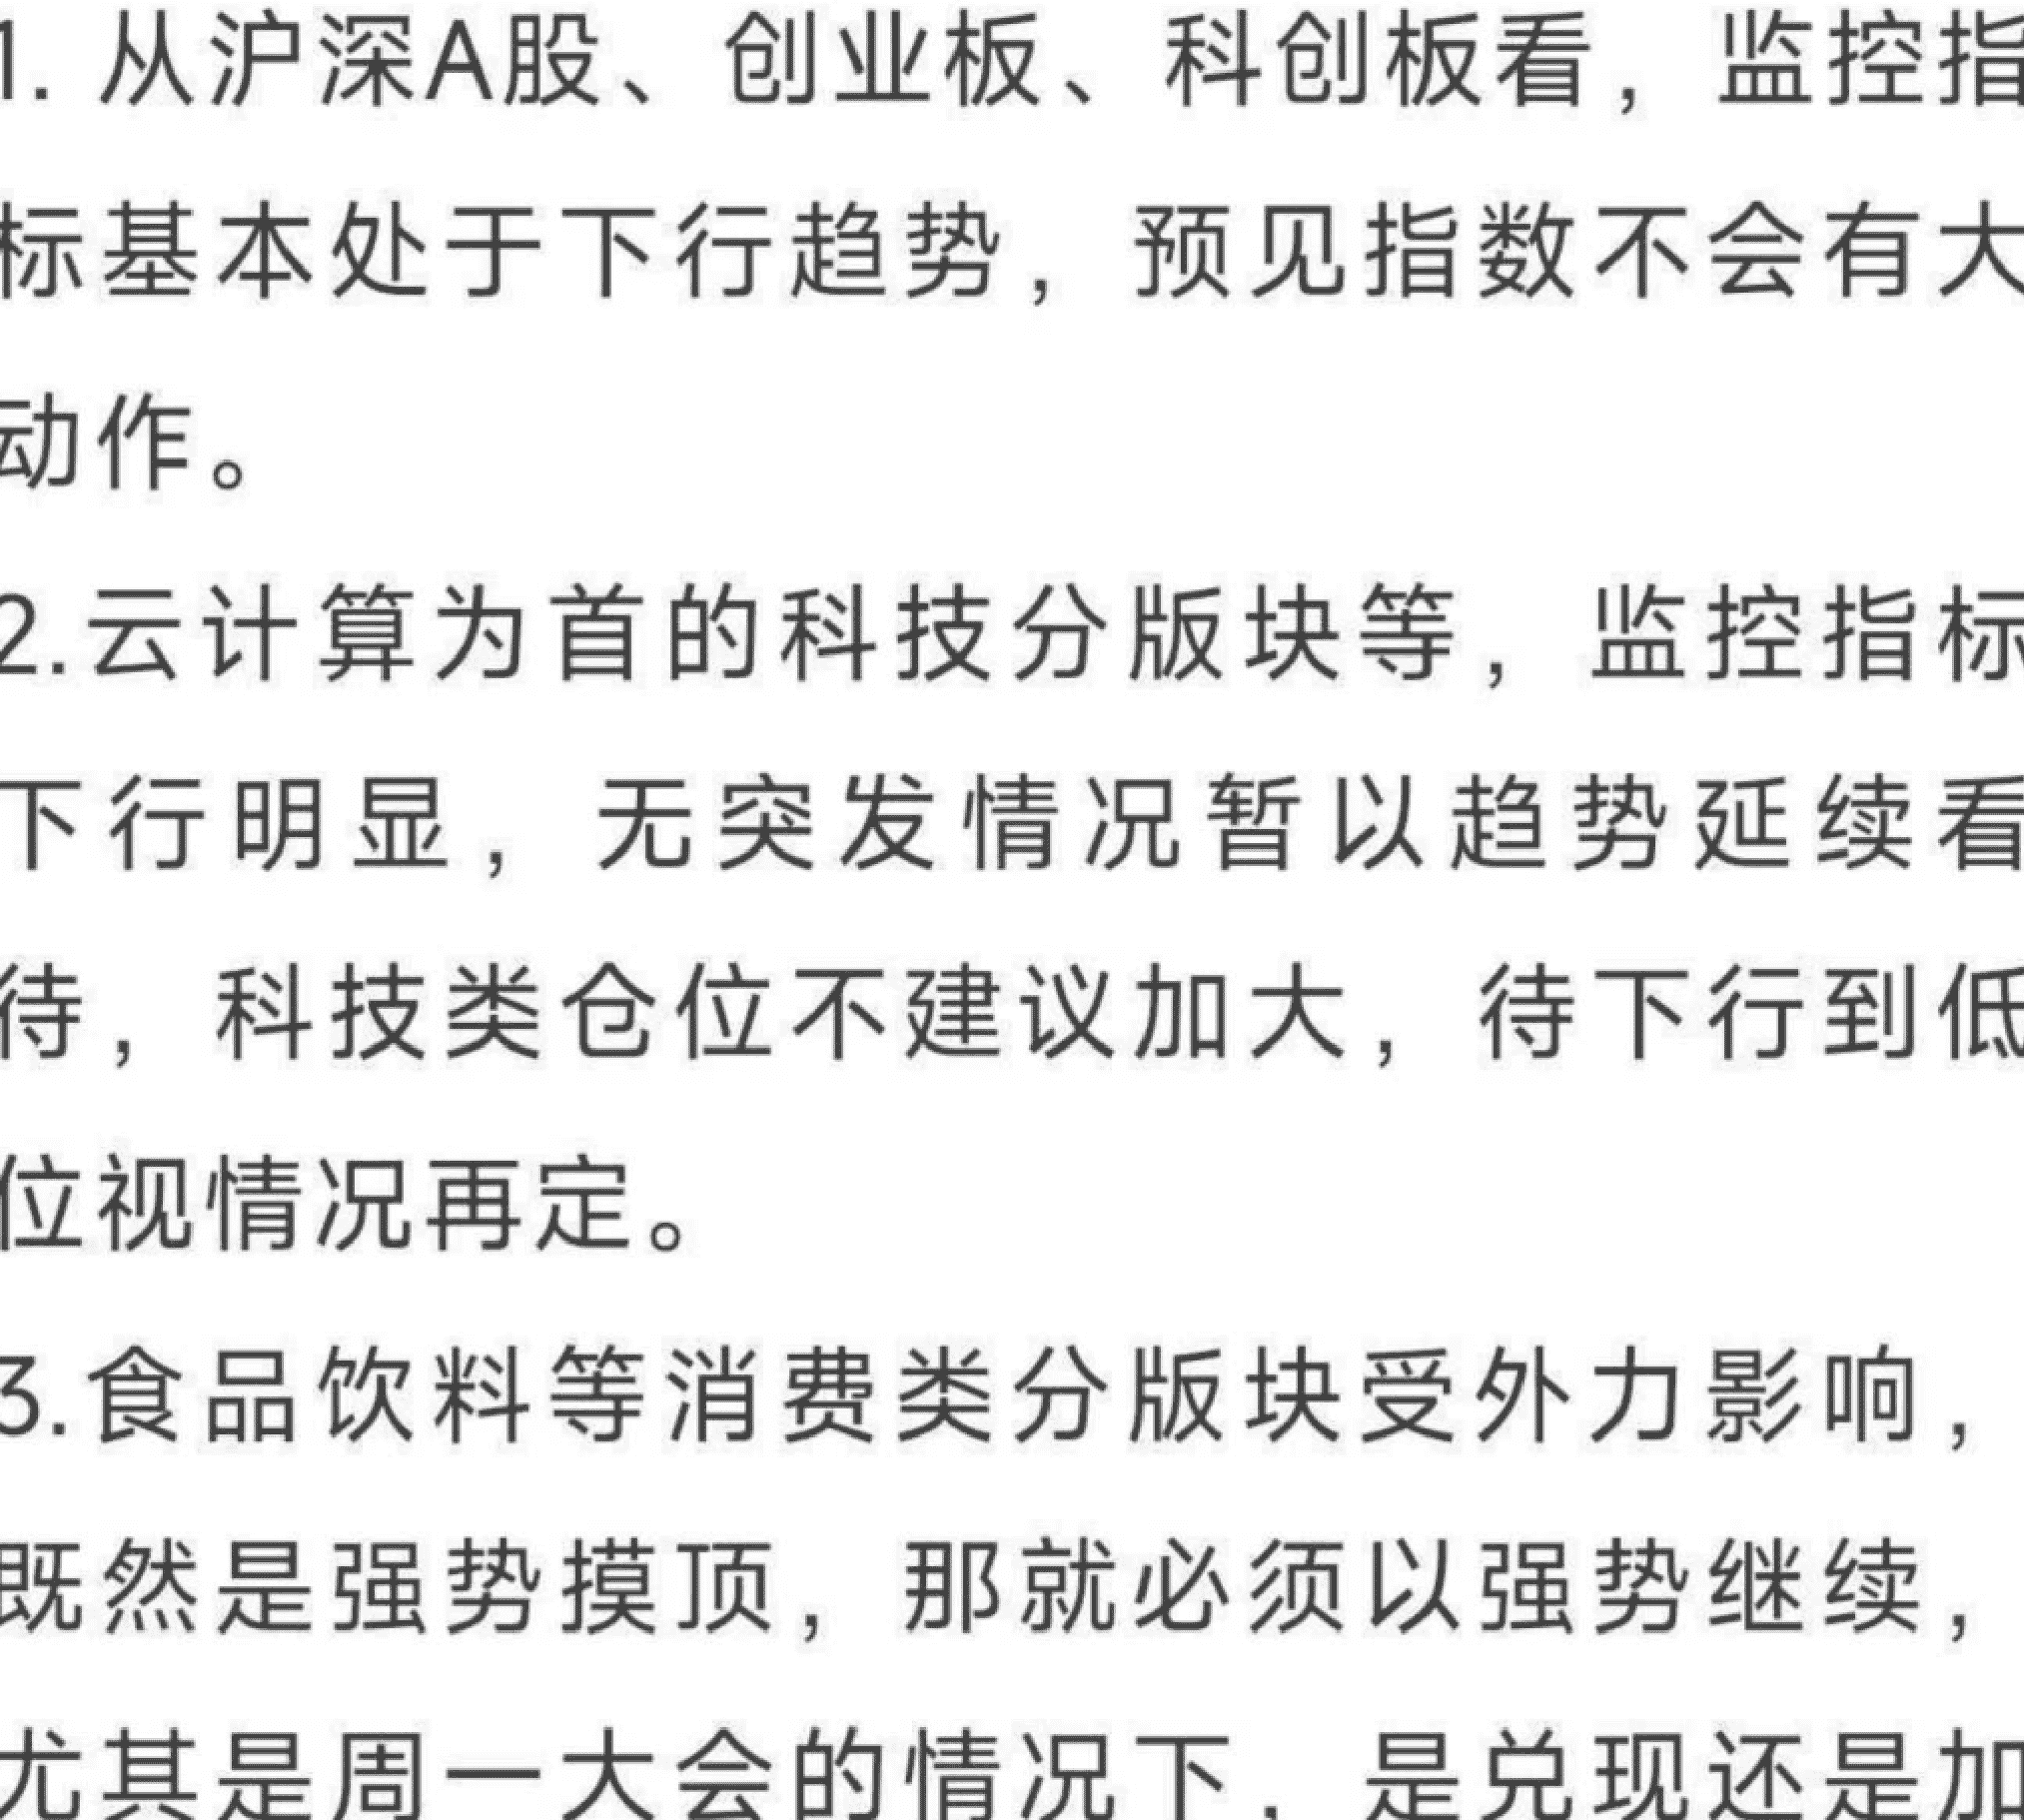 1. 从沪深A股、创业板、科创板看，监控指
标基本处于下行趋势，预见指数不会有大
动作。
2.云计算为首的科技分版块等，监控指标
下行明显，无突发情况暂以趋势延续看
待，科技类仓位不建议加大，待下行到低
位视情况再定。
3.食品饮料等消费类分版块受外力影响，
既然是强势摸顶，那就必须以强势继续，
尤其是周一大会的情况下，是兑现还是加